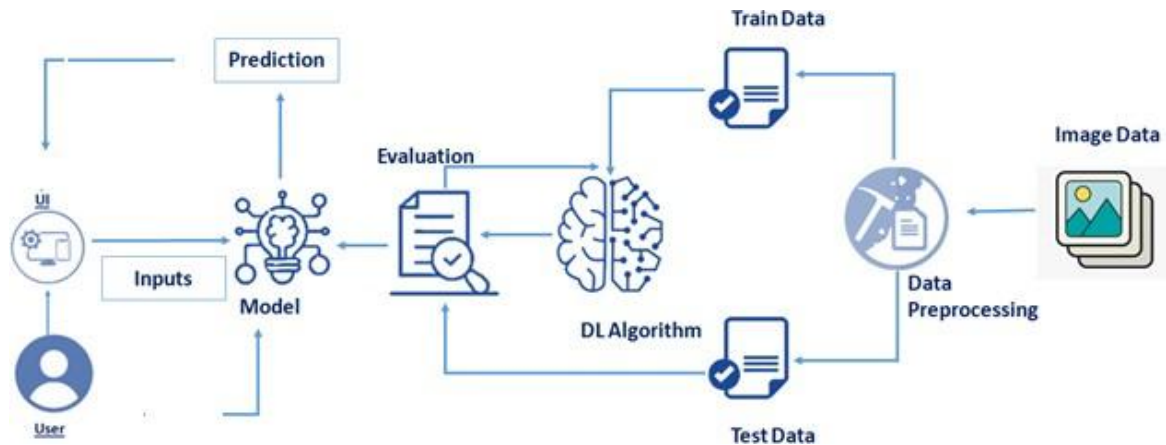 Train Data
Prediction
Image Data
Evaluation
UI
Inputs
Model
Data
Preprocessing
DL Algorithm
User
Test Data